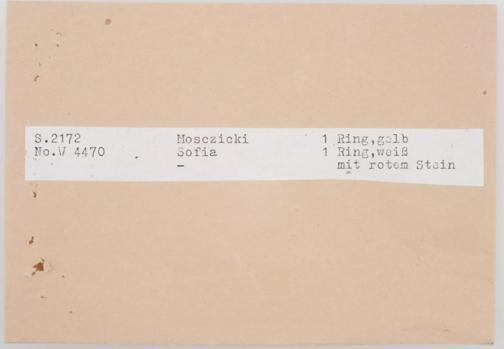 S.2172 Mosczicki 1 Ring,gelb
No.W 4470 Sofia 1 Ring,weiß
- mit rotem Stein